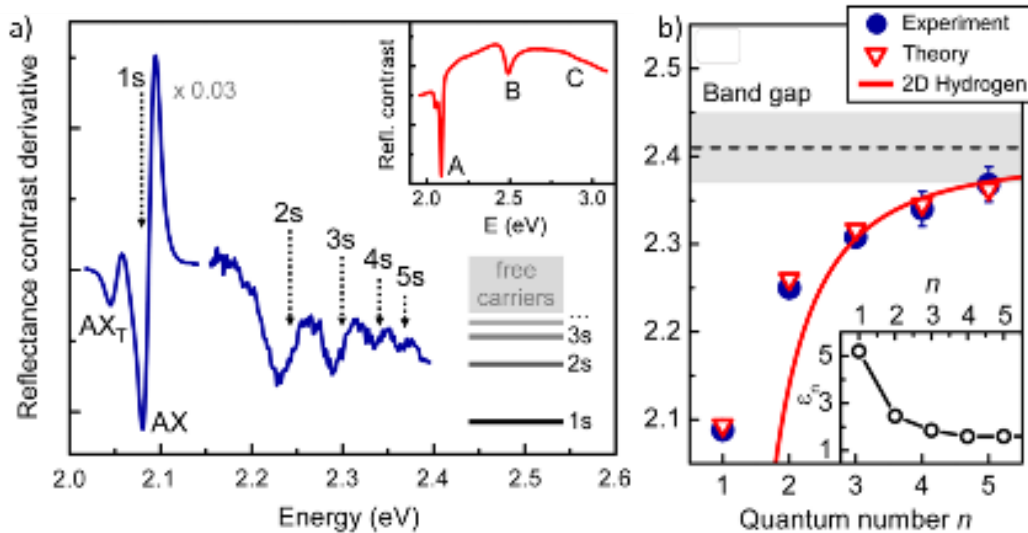 a)
Reflectance contrast derivative
1s
x 0.03
AX_T
AX
2s
3s
4s
5s
free
carriers
...
3s
2s
1s
2.0 2.1 2.2 2.3 2.4 2.5 2.6
Energy (eV)
Refl. contrast
A
B
C
2.0 2.5 3.0
E (eV)
b)
Experiment
Theory
2D Hydrogen
Band gap
2.5
2.4
2.3
2.2
2.1
1 2 3 4 5
Quantum number n
n
1 2 3 4 5
5
3
1
ε_n